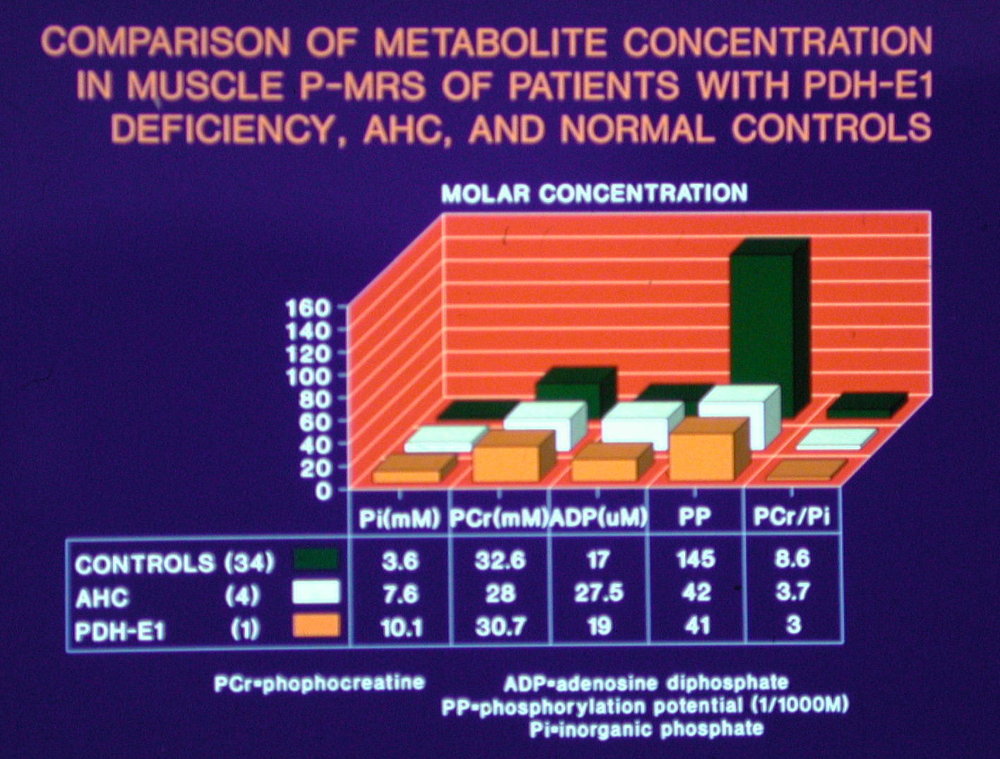 COMPARISON OF METABOLITE CONCENTRATION
IN MUSCLE P-MRS OF PATIENTS WITH PDH-E1
DEFICIENCY, AHC, AND NORMAL CONTROLS
MOLAR CONCENTRATION
160
140
120
100
80
60
40
20
0
Pi(mM) PCr(mM) ADP(uM) PP PCr/Pi
CONTROLS (34) 3.6 32.6 17 145 8.6
AHC (4) 7.6 28 27.5 42 3.7
PDH-E1 (1) 10.1 30.7 19 41 3
PCr=phophocreatine ADP=adenosine diphosphate
PP=phosphorylation potential (1/1000M)
Pi=inorganic phosphate